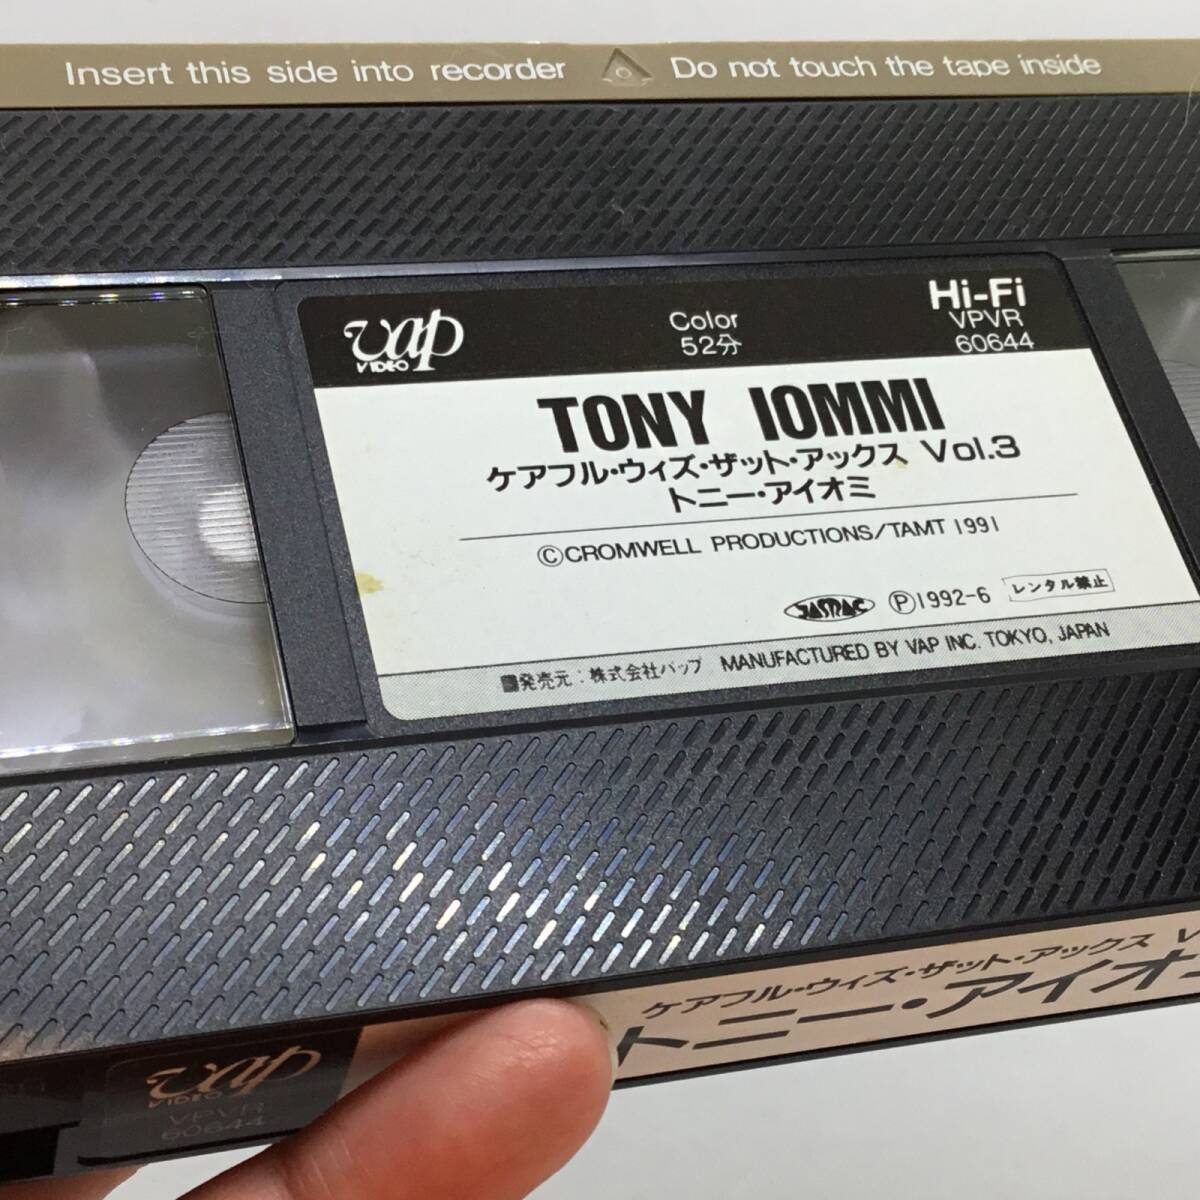 Insert this side into recorder Do not touch the tape inside
vap
VIDEO
Color
52分
Hi-Fi
VPVR
60644
TONY IOMMI
ケアフル・ウィズ・ザット・アックス Vol.3
トニー・アイオミ
©CROMWELL PRODUCTIONS/TAMT 1991
JASRAC Ⓟ1992-6 レンタル禁止
■発売元：株式会社バップ MANUFACTURED BY VAP INC. TOKYO, JAPAN
ケアフル・ウィズ・ザット・アックス
トニー・アイオ
vap
VIDEO
VPVR
60644